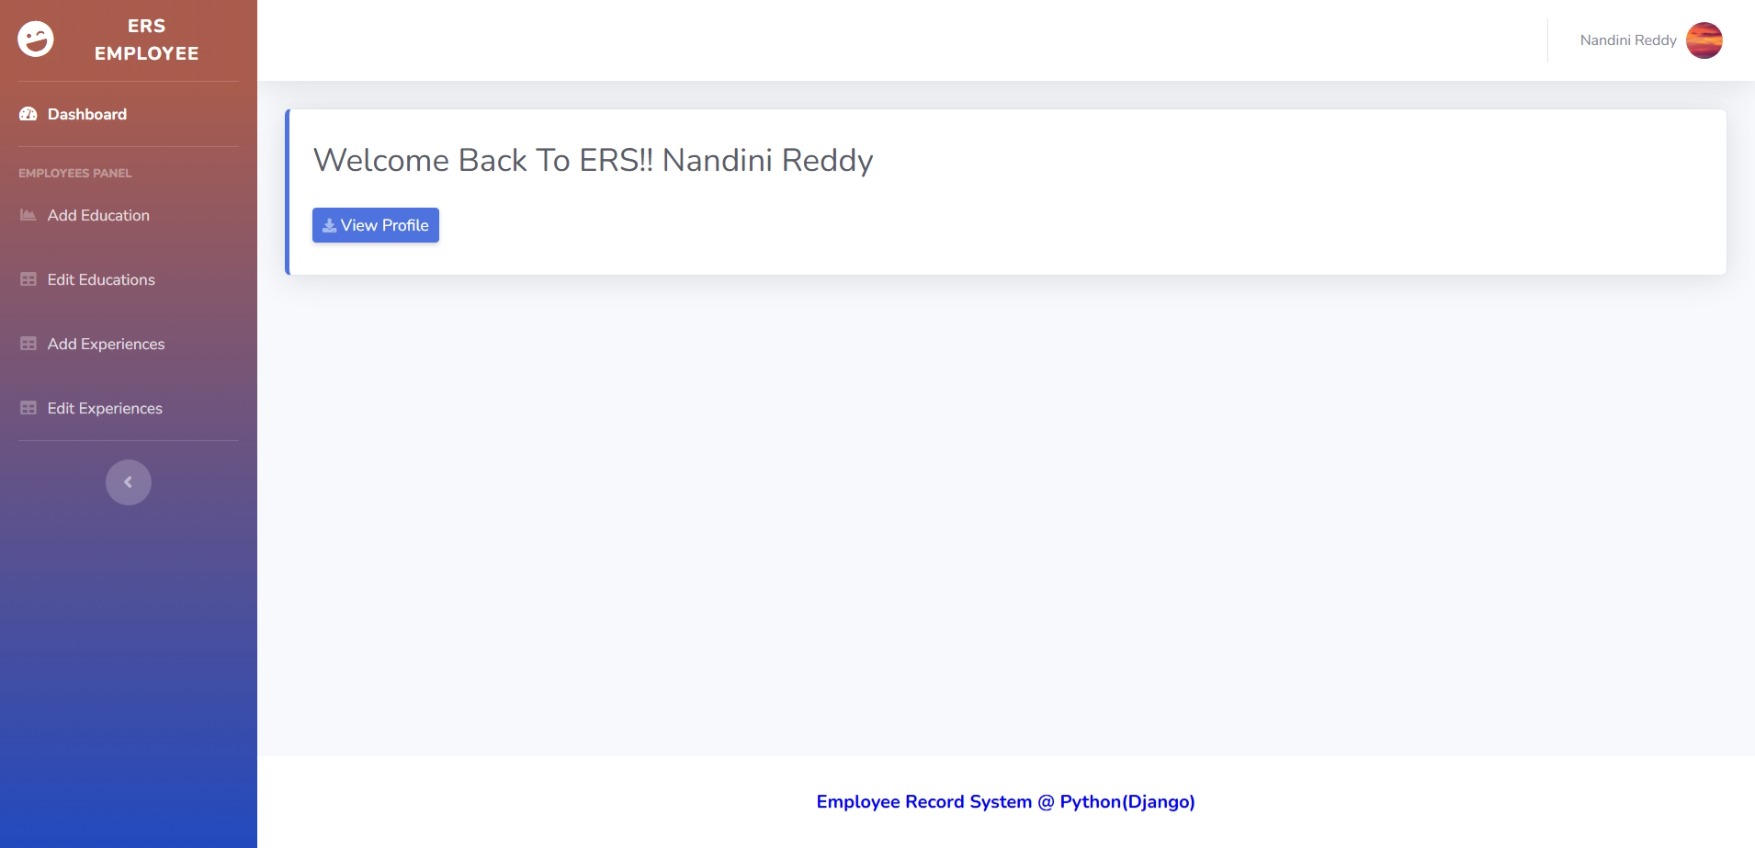 ERS
EMPLOYEE
Nandini Reddy
Dashboard
EMPLOYEES PANEL
Add Education
Edit Educations
Add Experiences
Edit Experiences
Welcome Back To ERS!! Nandini Reddy
View Profile
Employee Record System @ Python(Django)